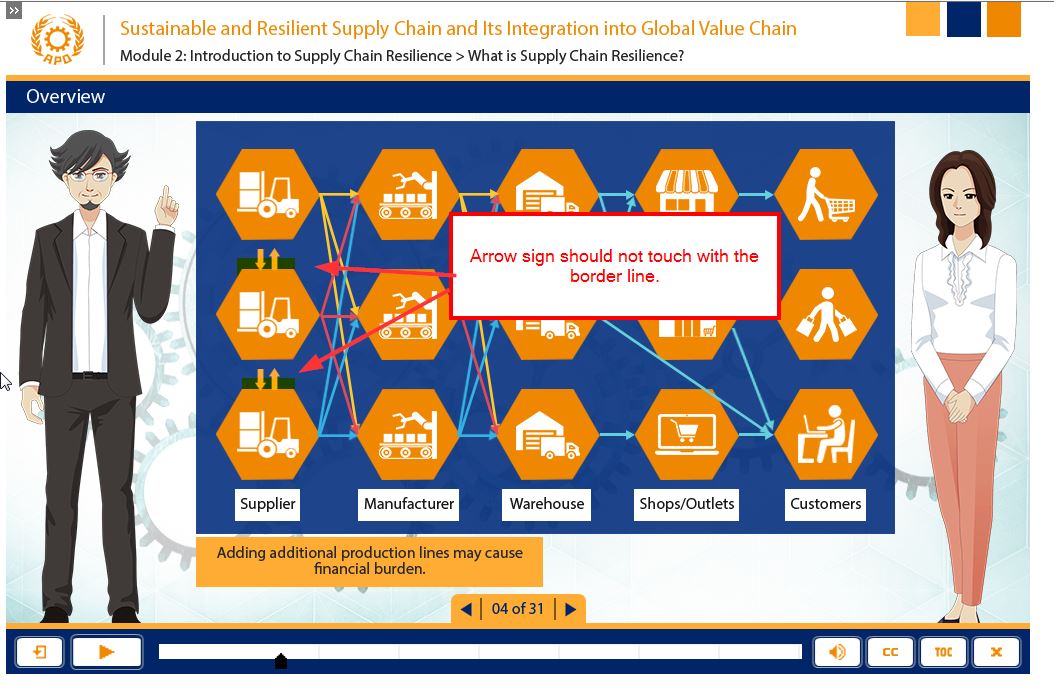 >>
APO
Sustainable and Resilient Supply Chain and Its Integration into Global Value Chain
Module 2: Introduction to Supply Chain Resilience > What is Supply Chain Resilience?
Overview
Arrow sign should not touch with the
border line.
Supplier
Manufacturer
Warehouse
Shops/Outlets
Customers
Adding additional production lines may cause
financial burden.
04 of 31
CC
TOC
X